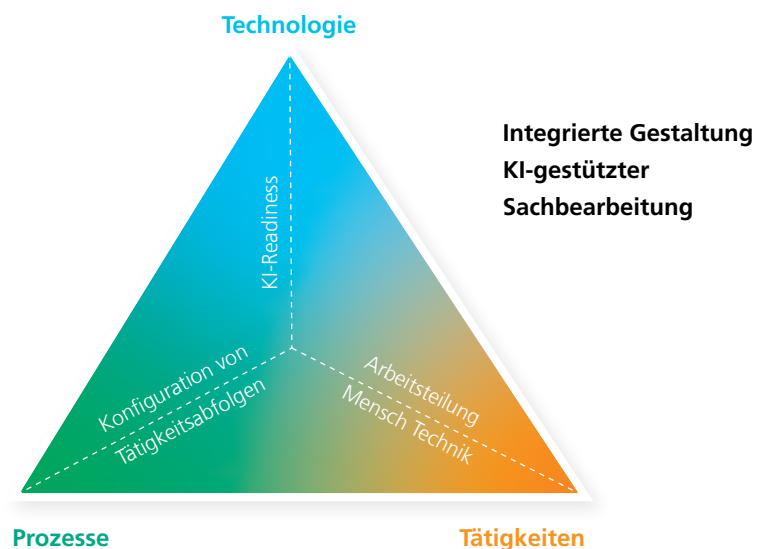 Technologie
Integrierte Gestaltung
KI-gestützter
Sachbearbeitung
KI-Readiness
Konfiguration von
Tätigkeitsabfolgen
Arbeitsteilung
Mensch Technik
Prozesse
Tätigkeiten